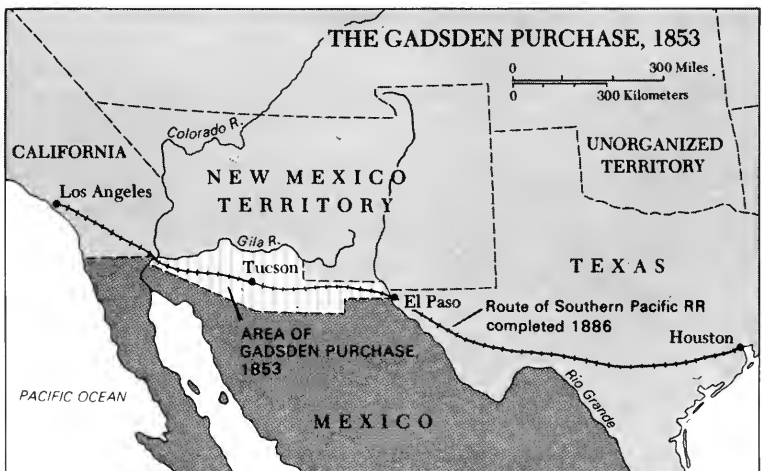 THE GADSDEN PURCHASE, 1853
0 300 Miles
0 300 Kilometers
Colorado R.
CALIFORNIA
UNORGANIZED
TERRITORY
Los Angeles
NEW MEXICO
TERRITORY
Gila R.
Tucson
TEXAS
El Paso
Route of Southern Pacific RR
completed 1886
Houston
AREA OF
GADSDEN PURCHASE,
1853
Rio Grande
PACIFIC OCEAN
MEXICO